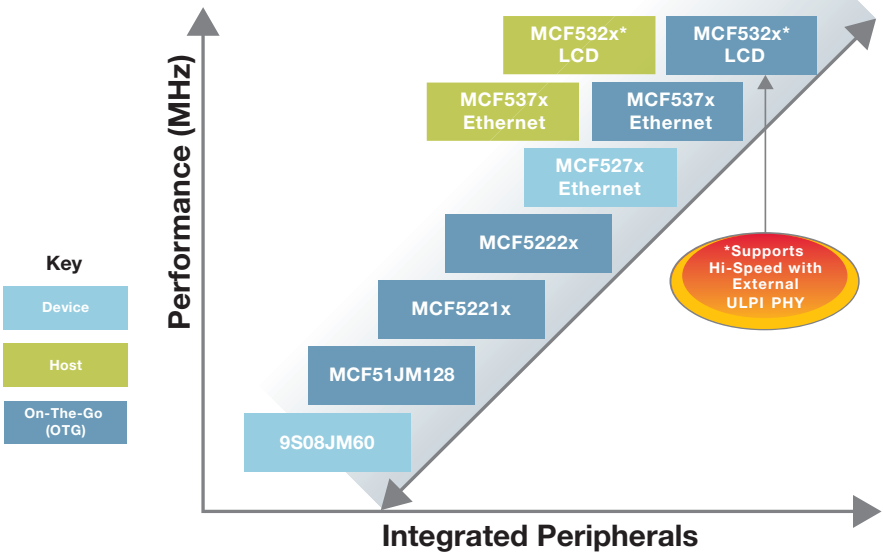 Performance (MHz)
MCF532x*
LCD
MCF532x*
LCD
MCF537x
Ethernet
MCF537x
Ethernet
MCF527x
Ethernet
MCF5222x
MCF5221x
MCF51JM128
9S08JM60
*Supports
Hi-Speed with
External
ULPI PHY
Key
Device
Host
On-The-Go
(OTG)
Integrated Peripherals